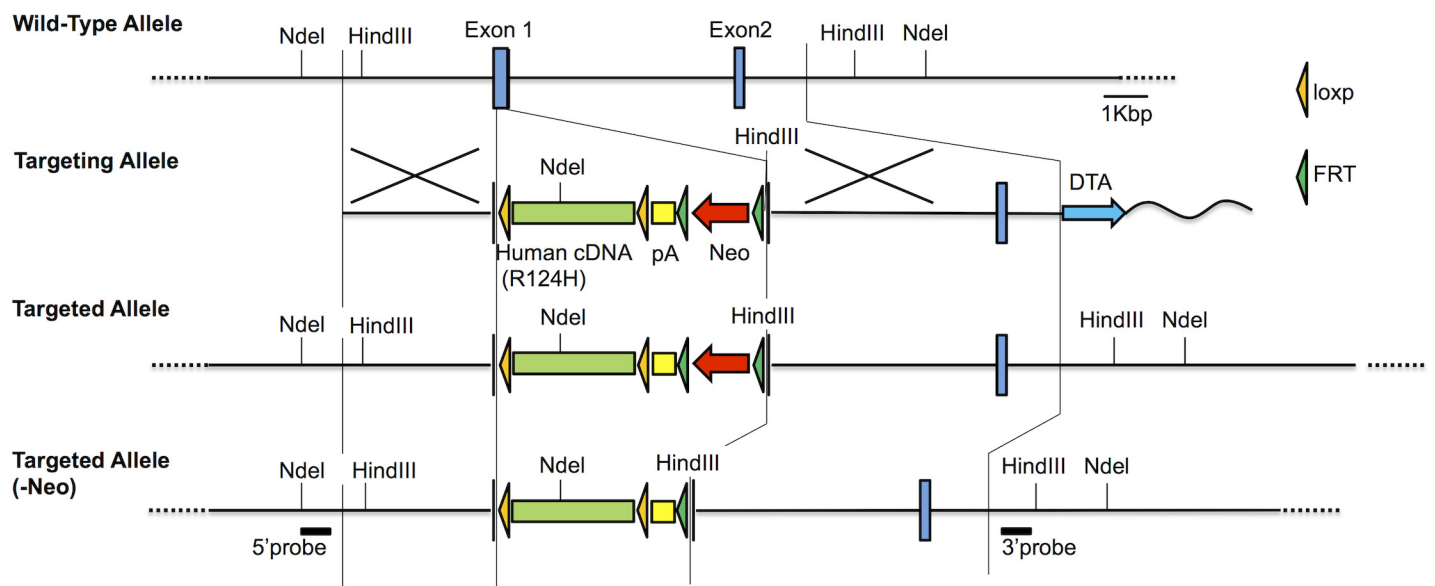 Wild-Type Allele
NdeI
HindIII
Exon 1
Exon2
HindIII
NdeI
1Kbp
loxp
Targeting Allele
NdeI
HindIII
DTA
FRT
Human cDNA
(R124H)
pA
Neo
Targeted Allele
NdeI
HindIII
NdeI
HindIII
HindIII
NdeI
Targeted Allele
(-Neo)
NdeI
HindIII
NdeI
HindIII
HindIII
NdeI
5'probe
3'probe